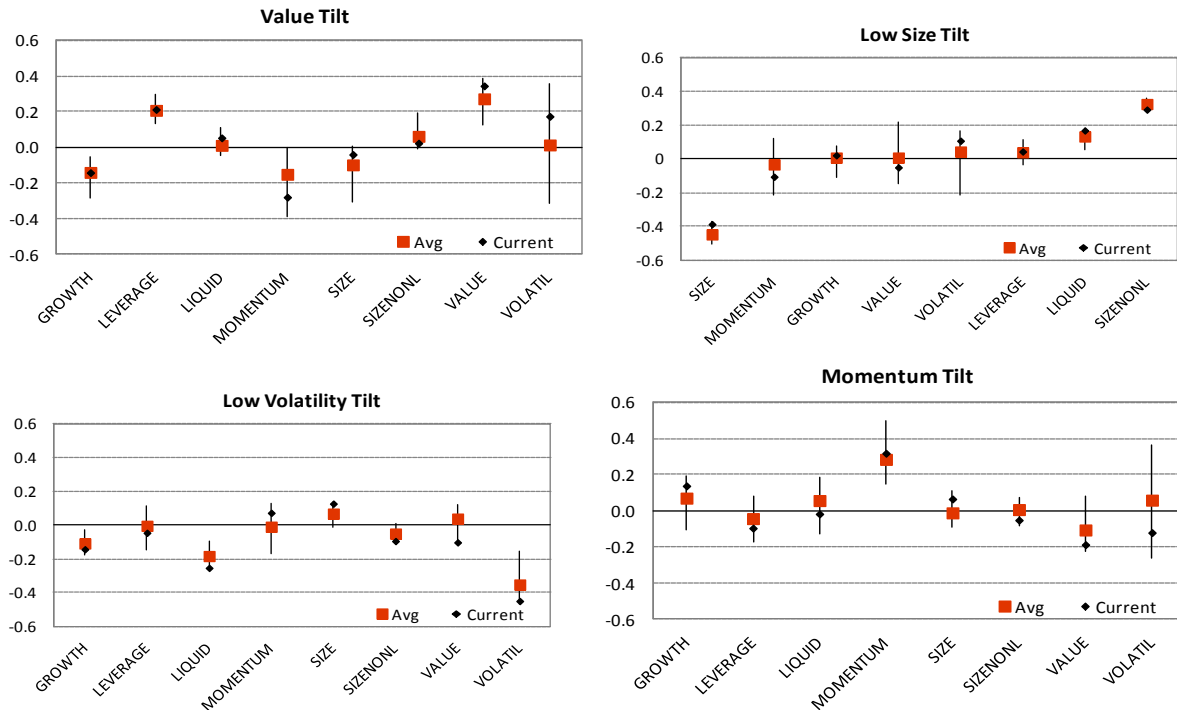 Value Tilt
0.6
0.4
0.2
0.0
-0.2
-0.4
-0.6
Avg
Current
GROWTH
LEVERAGE
LIQUID
MOMENTUM
SIZE
SIZENONL
VALUE
VOLATIL
Low Size Tilt
0.6
0.4
0.2
0
-0.2
-0.4
-0.6
Avg
Current
SIZE
MOMENTUM
GROWTH
VALUE
VOLATIL
LEVERAGE
LIQUID
SIZENONL
Low Volatility Tilt
0.6
0.4
0.2
0.0
-0.2
-0.4
-0.6
Avg
Current
GROWTH
LEVERAGE
LIQUID
MOMENTUM
SIZE
SIZENONL
VALUE
VOLATIL
Momentum Tilt
0.6
0.4
0.2
0.0
-0.2
-0.4
-0.6
Avg
Current
GROWTH
LEVERAGE
LIQUID
MOMENTUM
SIZE
SIZENONL
VALUE
VOLATIL